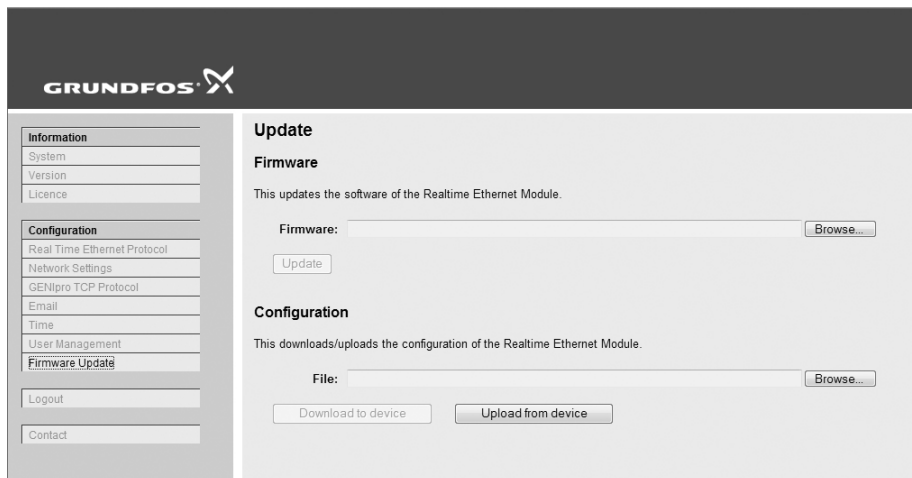 GRUNDFOS
Information
System
Version
Licence
Configuration
Real Time Ethernet Protocol
Network Settings
GENIpro TCP Protocol
Email
Time
User Management
Firmware Update
Logout
Contact
Update
Firmware
This updates the software of the Realtime Ethernet Module.
Firmware: Browse...
Update
Configuration
This downloads/uploads the configuration of the Realtime Ethernet Module.
File: Browse...
Download to device Upload from device